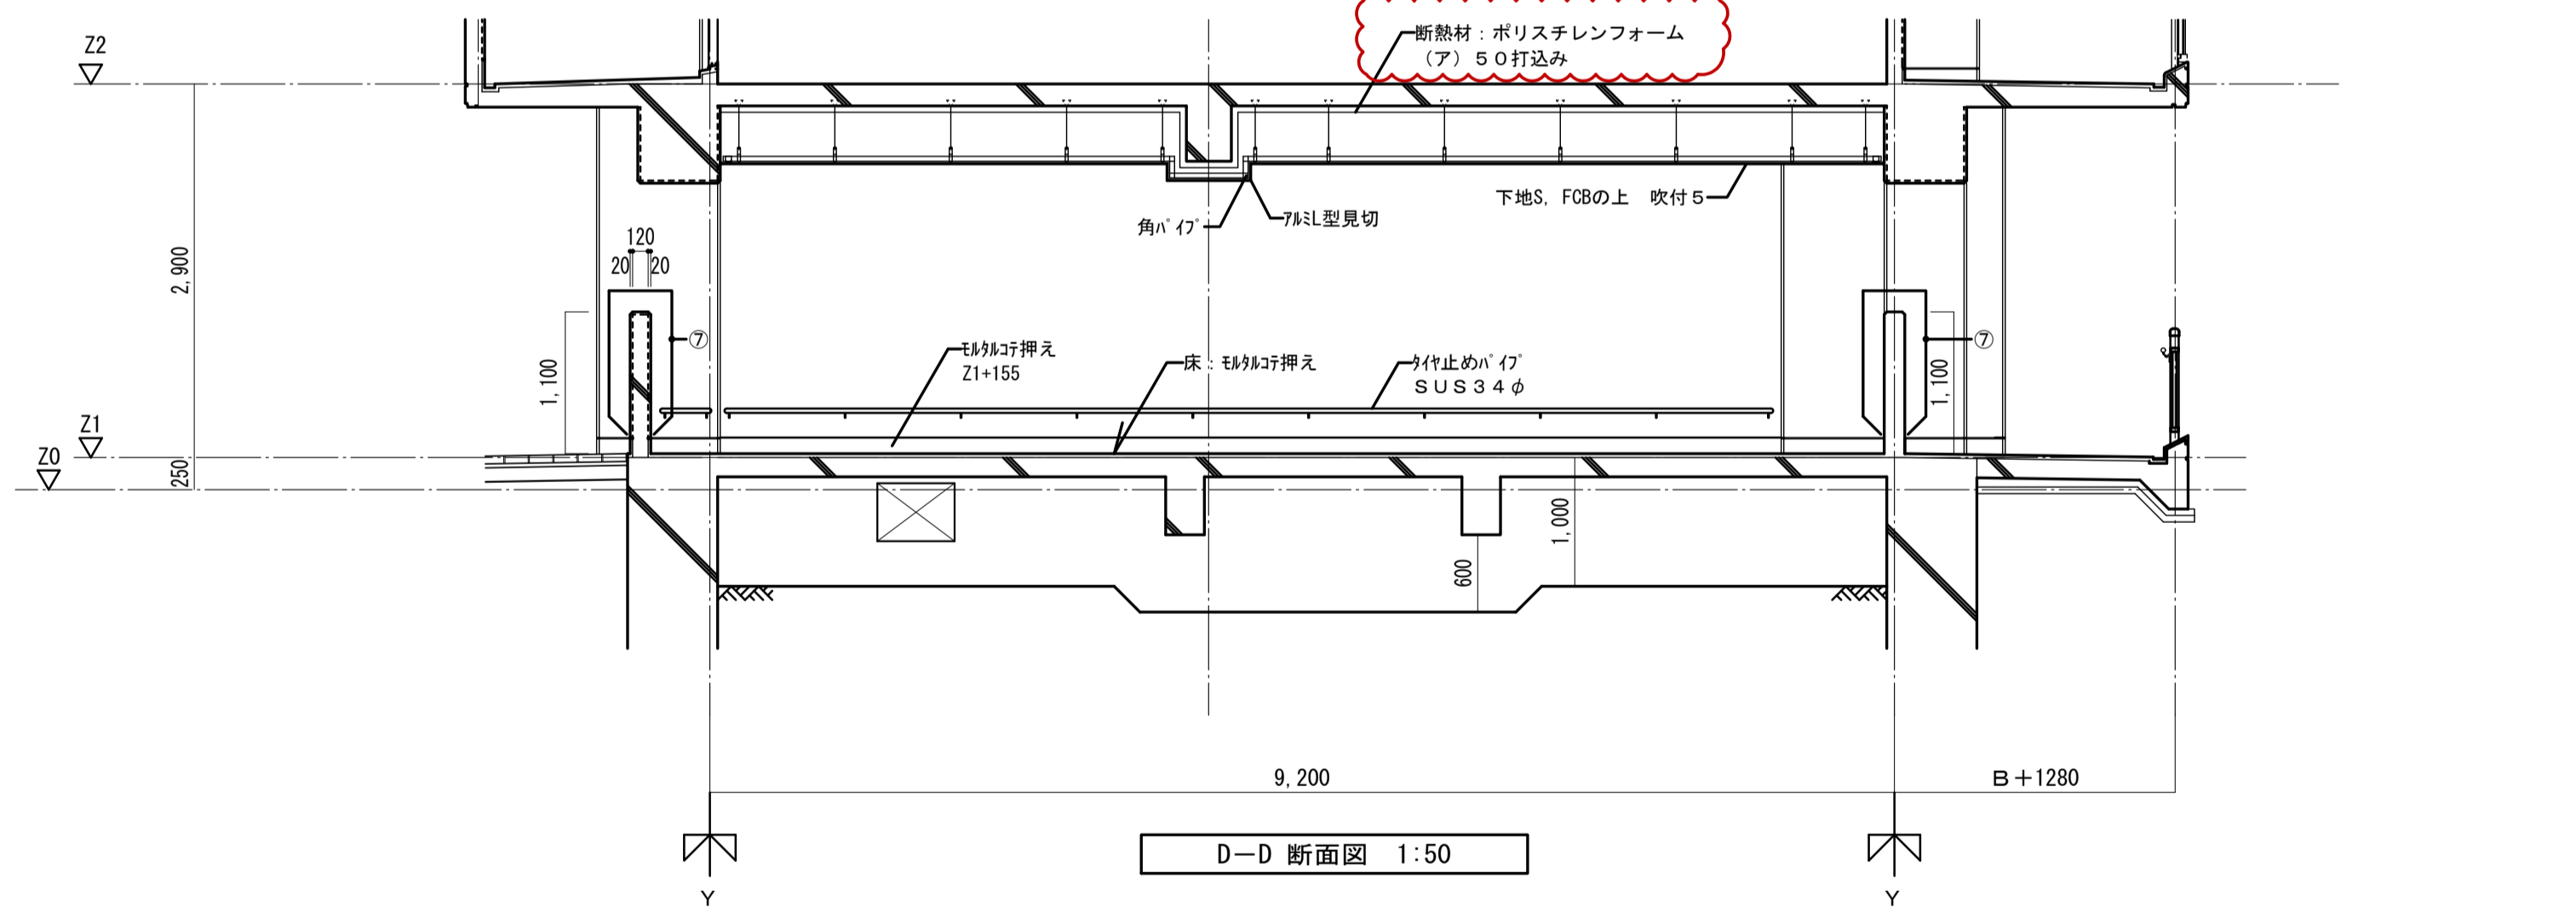 断熱材：ポリスチレンフォーム
（ア）５０打込み
Z2
下地S, FCBの上　吹付５
角ﾊﾟｲﾌﾟ
ｱﾙﾐL型見切
120
20
20
2,900
⑦
⑦
ﾓﾙﾀﾙｺﾃ押え
Z1+155
床：ﾓﾙﾀﾙｺﾃ押え
ﾀｲﾔ止めﾊﾟｲﾌﾟ
ＳＵＳ３４φ
1,100
1,100
Z1
Z0
250
1,000
600
9,200
Ｂ＋1280
D－D 断面図　1:50
Y
Y